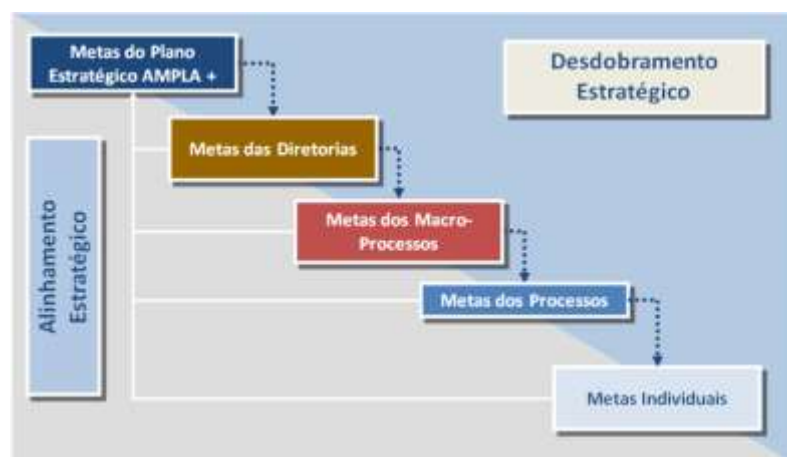 Metas do Plano
Estratégico AMPLA +
Desdobramento
Estratégico
Metas das Diretorias
Alinhamento
Estratégico
Metas dos Macro-
Processos
Metas dos Processos
Metas Individuais